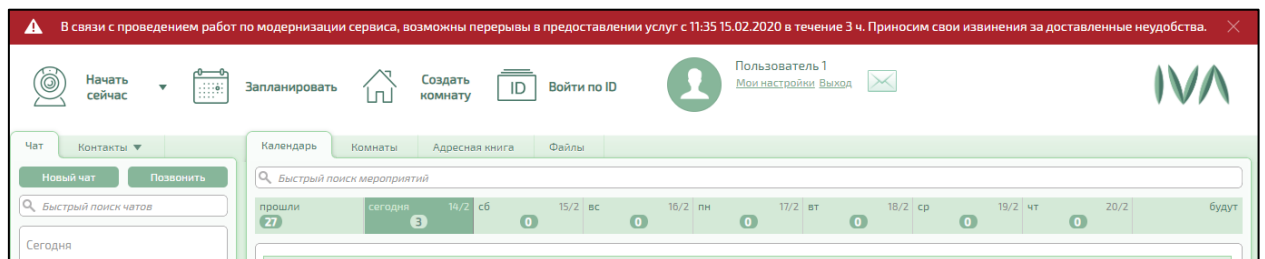 В связи с проведением работ по модернизации сервиса, возможны перерывы в предоставлении услуг с 11:35 15.02.2020 в течение 3 ч. Приносим свои извинения за доставленные неудобства.
Начать сейчас
Запланировать
Создать комнату
ID
Войти по ID
Пользователь 1
Мои настройки Выход
IVA
Чат Контакты
Календарь Комнаты Адресная книга Файлы
Новый чат Позвонить
Быстрый поиск мероприятий
Быстрый поиск чатов
прошли сегодня 14/2 сб 15/2 вс 16/2 пн 17/2 вт 18/2 ср 19/2 чт 20/2 будут
27 3 0 0 0 0 0 0
Сегодня